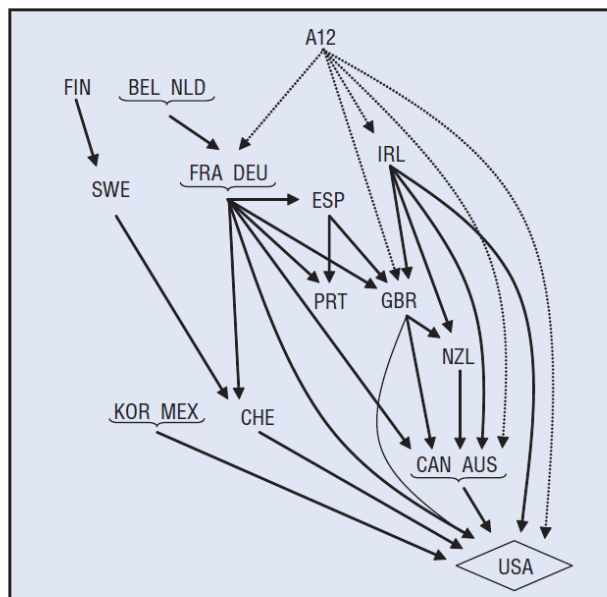 A12
FIN BEL NLD
IRL
FRA DEU
SWE
ESP
PRT GBR
NZL
KOR MEX CHE
CAN AUS
USA